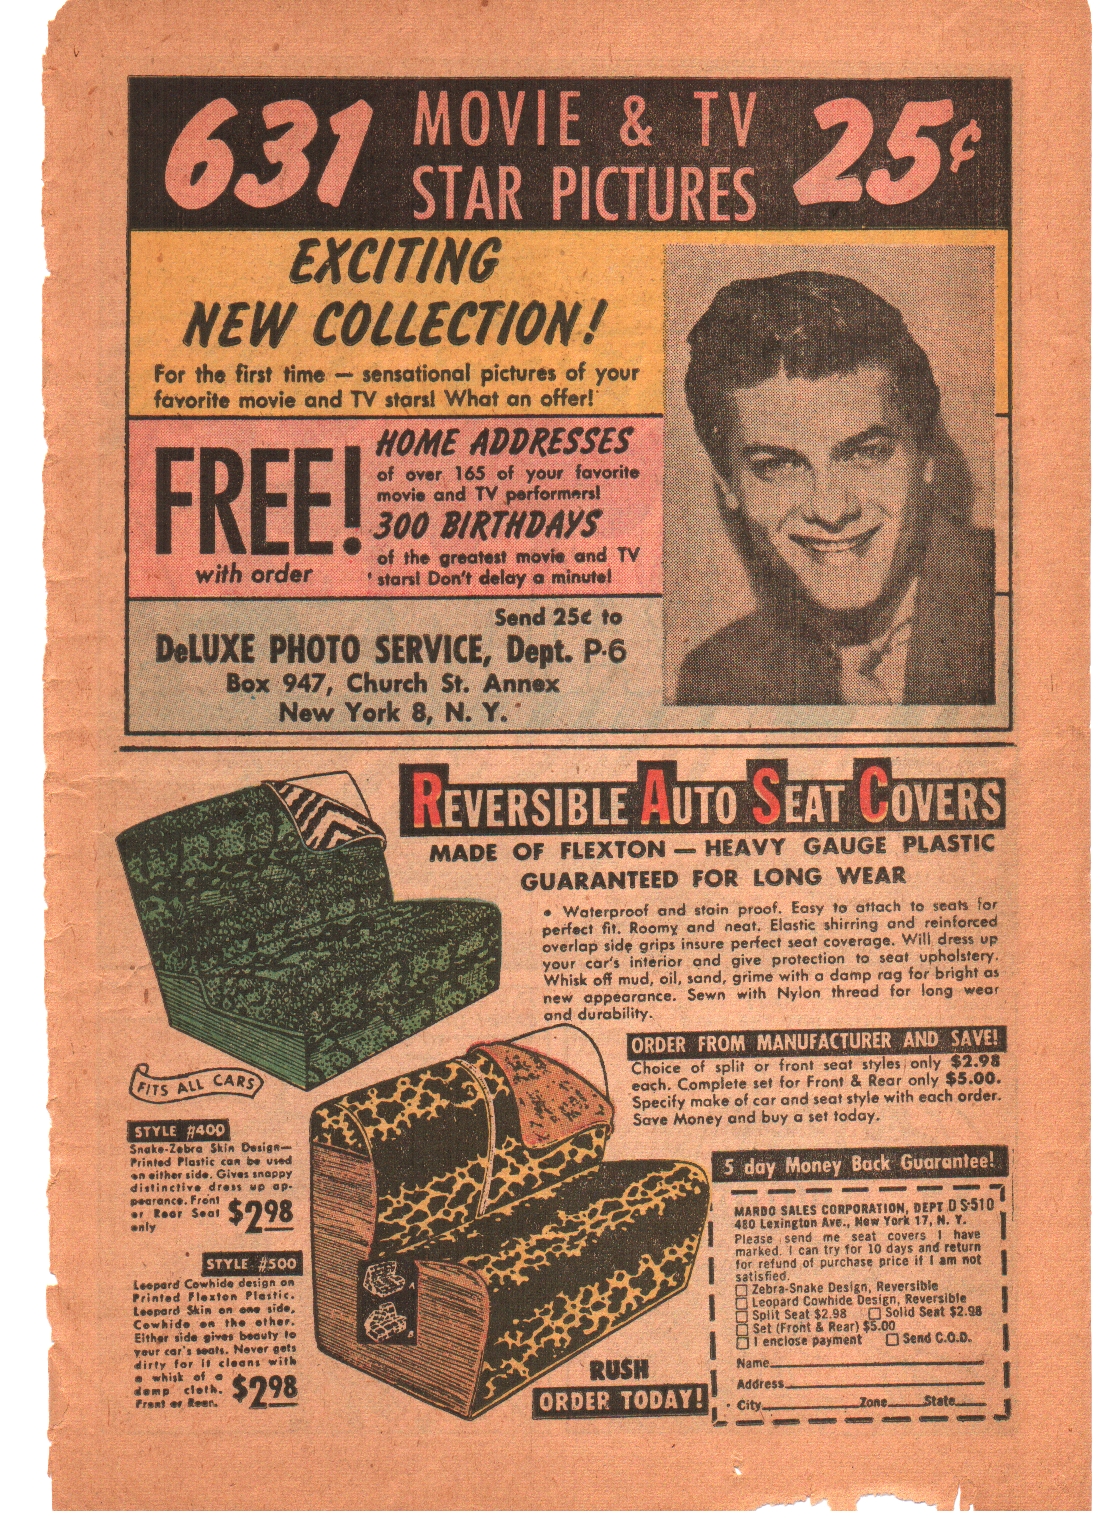 631
MOVIE & TV
STAR PICTURES
25¢
EXCITING
NEW COLLECTION!
For the first time — sensational pictures of your
favorite movie and TV stars! What an offer!
FREE!
with order
HOME ADDRESSES
of over 165 of your favorite
movie and TV performers!
300 BIRTHDAYS
of the greatest movie and TV
stars! Don't delay a minute!
Send 25¢ to
DeLUXE PHOTO SERVICE, Dept. P-6
Box 947, Church St. Annex
New York 8, N. Y.
REVERSIBLE AUTO SEAT COVERS
MADE OF FLEXTON — HEAVY GAUGE PLASTIC
GUARANTEED FOR LONG WEAR
• Waterproof and stain proof. Easy to attach to seats for
perfect fit. Roomy and neat. Elastic shirring and reinforced
overlap side grips insure perfect seat coverage. Will dress up
your car's interior and give protection to seat upholstery.
Whisk off mud, oil, sand, grime with a damp rag for bright as
new appearance. Sewn with Nylon thread for long wear
and durability.
ORDER FROM MANUFACTURER AND SAVE!
Choice of split or front seat styles only $2.98
each. Complete set for Front & Rear only $5.00.
Specify make of car and seat style with each order.
Save Money and buy a set today.
FITS ALL CARS
STYLE #400
Snake-Zebra Skin Design—
Printed Plastic can be used
on either side. Gives snappy
distinctive dress up ap-
pearance. Front
or Rear Seat
only
$2.98
STYLE #500
Leopard Cowhide design on
Printed Flexton Plastic.
Leopard Skin on one side,
Cowhide on the other.
Either side gives beauty to
your car's seats. Never gets
dirty for it cleans with
a whisk of a
damp cloth.
Front or Rear.
$2.98
A
B
RUSH
ORDER TODAY!
5 day Money Back Guarantee!
MARDO SALES CORPORATION, DEPT DS-510
480 Lexington Ave., New York 17, N. Y.
Please send me seat covers I have
marked. I can try for 10 days and return
for refund of purchase price if I am not
satisfied.
Zebra-Snake Design, Reversible
Leopard Cowhide Design, Reversible
Split Seat $2.98 Solid Seat $2.98
Set (Front & Rear) $5.00
I enclose payment Send C.O.D.
Name
Address
City Zone State